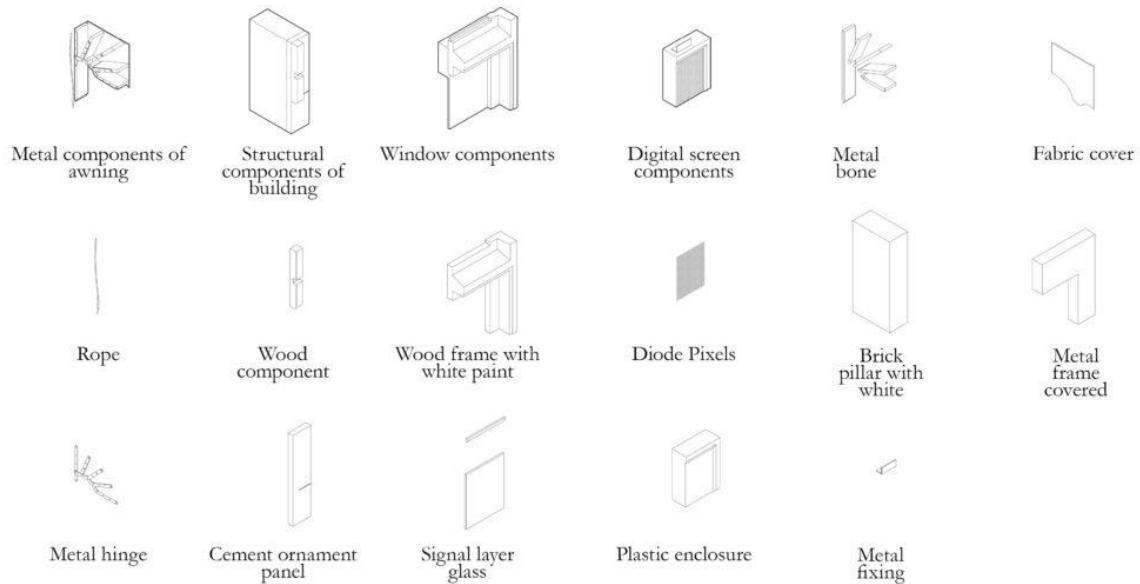 Metal components of
awning
Structural
components of
building
Window components
Digital screen
components
Metal
bone
Fabric cover
Rope
Wood
component
Wood frame with
white paint
Diode Pixels
Brick
pillar with
white
Metal
frame
covered
Metal hinge
Cement ornament
panel
Signal layer
glass
Plastic enclosure
Metal
fixing